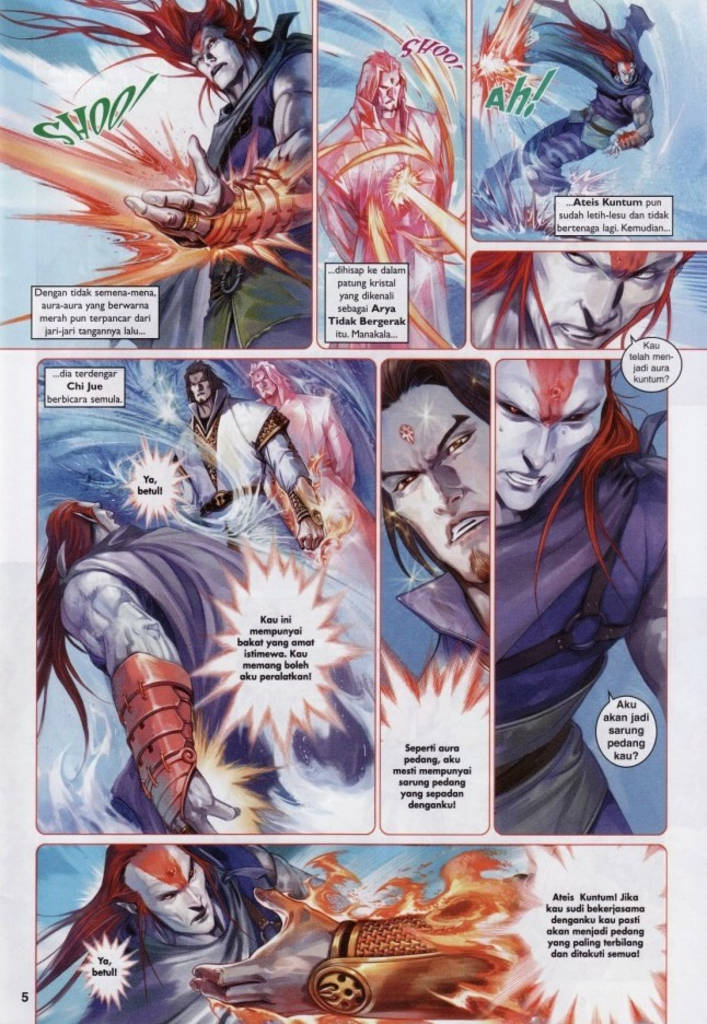 SHOO!
Dengan tidak semena-mena,
aura-aura yang berwarna
merah pun terpancar dari
jari-jari tangannya lalu...
SHOO!
...dihisap ke dalam
patung kristal
yang dikenali
sebagai Arya
Tidak Bergerak
itu. Manakala...
Ah!
...Ateis Kuntum pun
sudah letih-lesu dan tidak
bertenaga lagi. Kemudian...
Kau
telah men-
jadi aura
kuntum?
...dia terdengar
Chi Jue
berbicara semula.
Ya,
betul!
Kau ini
mempunyai
bakat yang amat
istimewa. Kau
memang boleh
aku peralatkan!
Seperti aura
pedang, aku
mesti mempunyai
sarung pedang
yang sepadan
denganku!
Aku
akan jadi
sarung
pedang
kau?
Ya,
betul!
Ateis Kuntum! Jika
kau sudi bekerjasama
denganku kau pasti
akan menjadi pedang
yang paling terbilang
dan ditakuti semua!
5